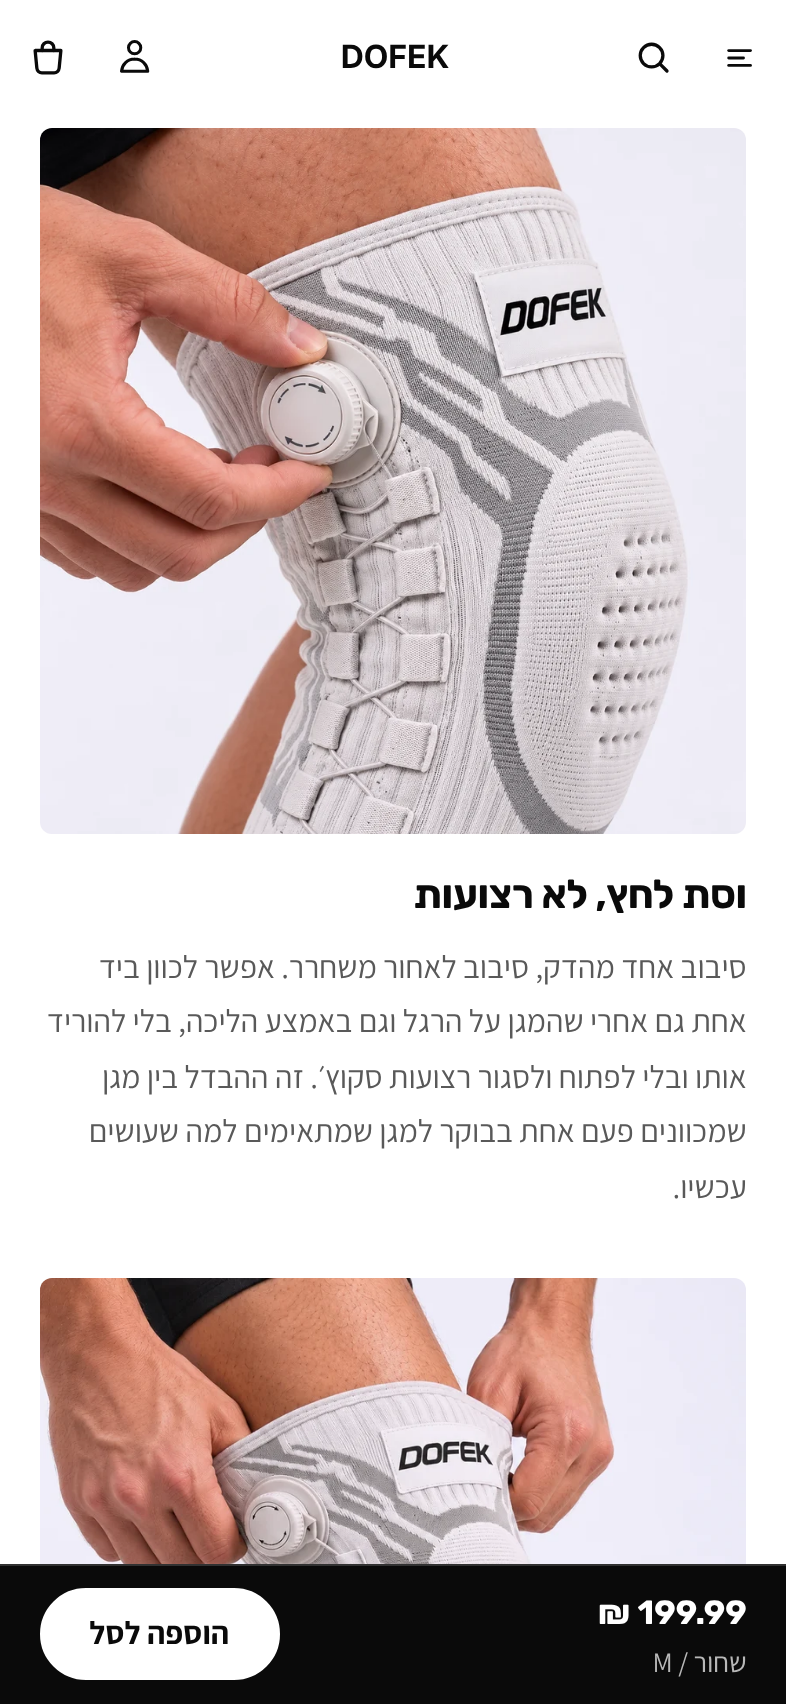 DOFEK
DOFEK
וסת לחץ, לא רצועות
סיבוב אחד מהדק, סיבוב לאחור משחרר. אפשר לכוון ביד
אחת גם אחרי שהמגן על הרגל וגם באמצע הליכה, בלי להוריד
אותו ובלי לפתוח ולסגור רצועות סקוץ׳. זה ההבדל בין מגן
שמכוונים פעם אחת בבוקר למגן שמתאימים למה שעושים
עכשיו.
DOFEK
199.99 ₪
שחור / M
הוספה לסל